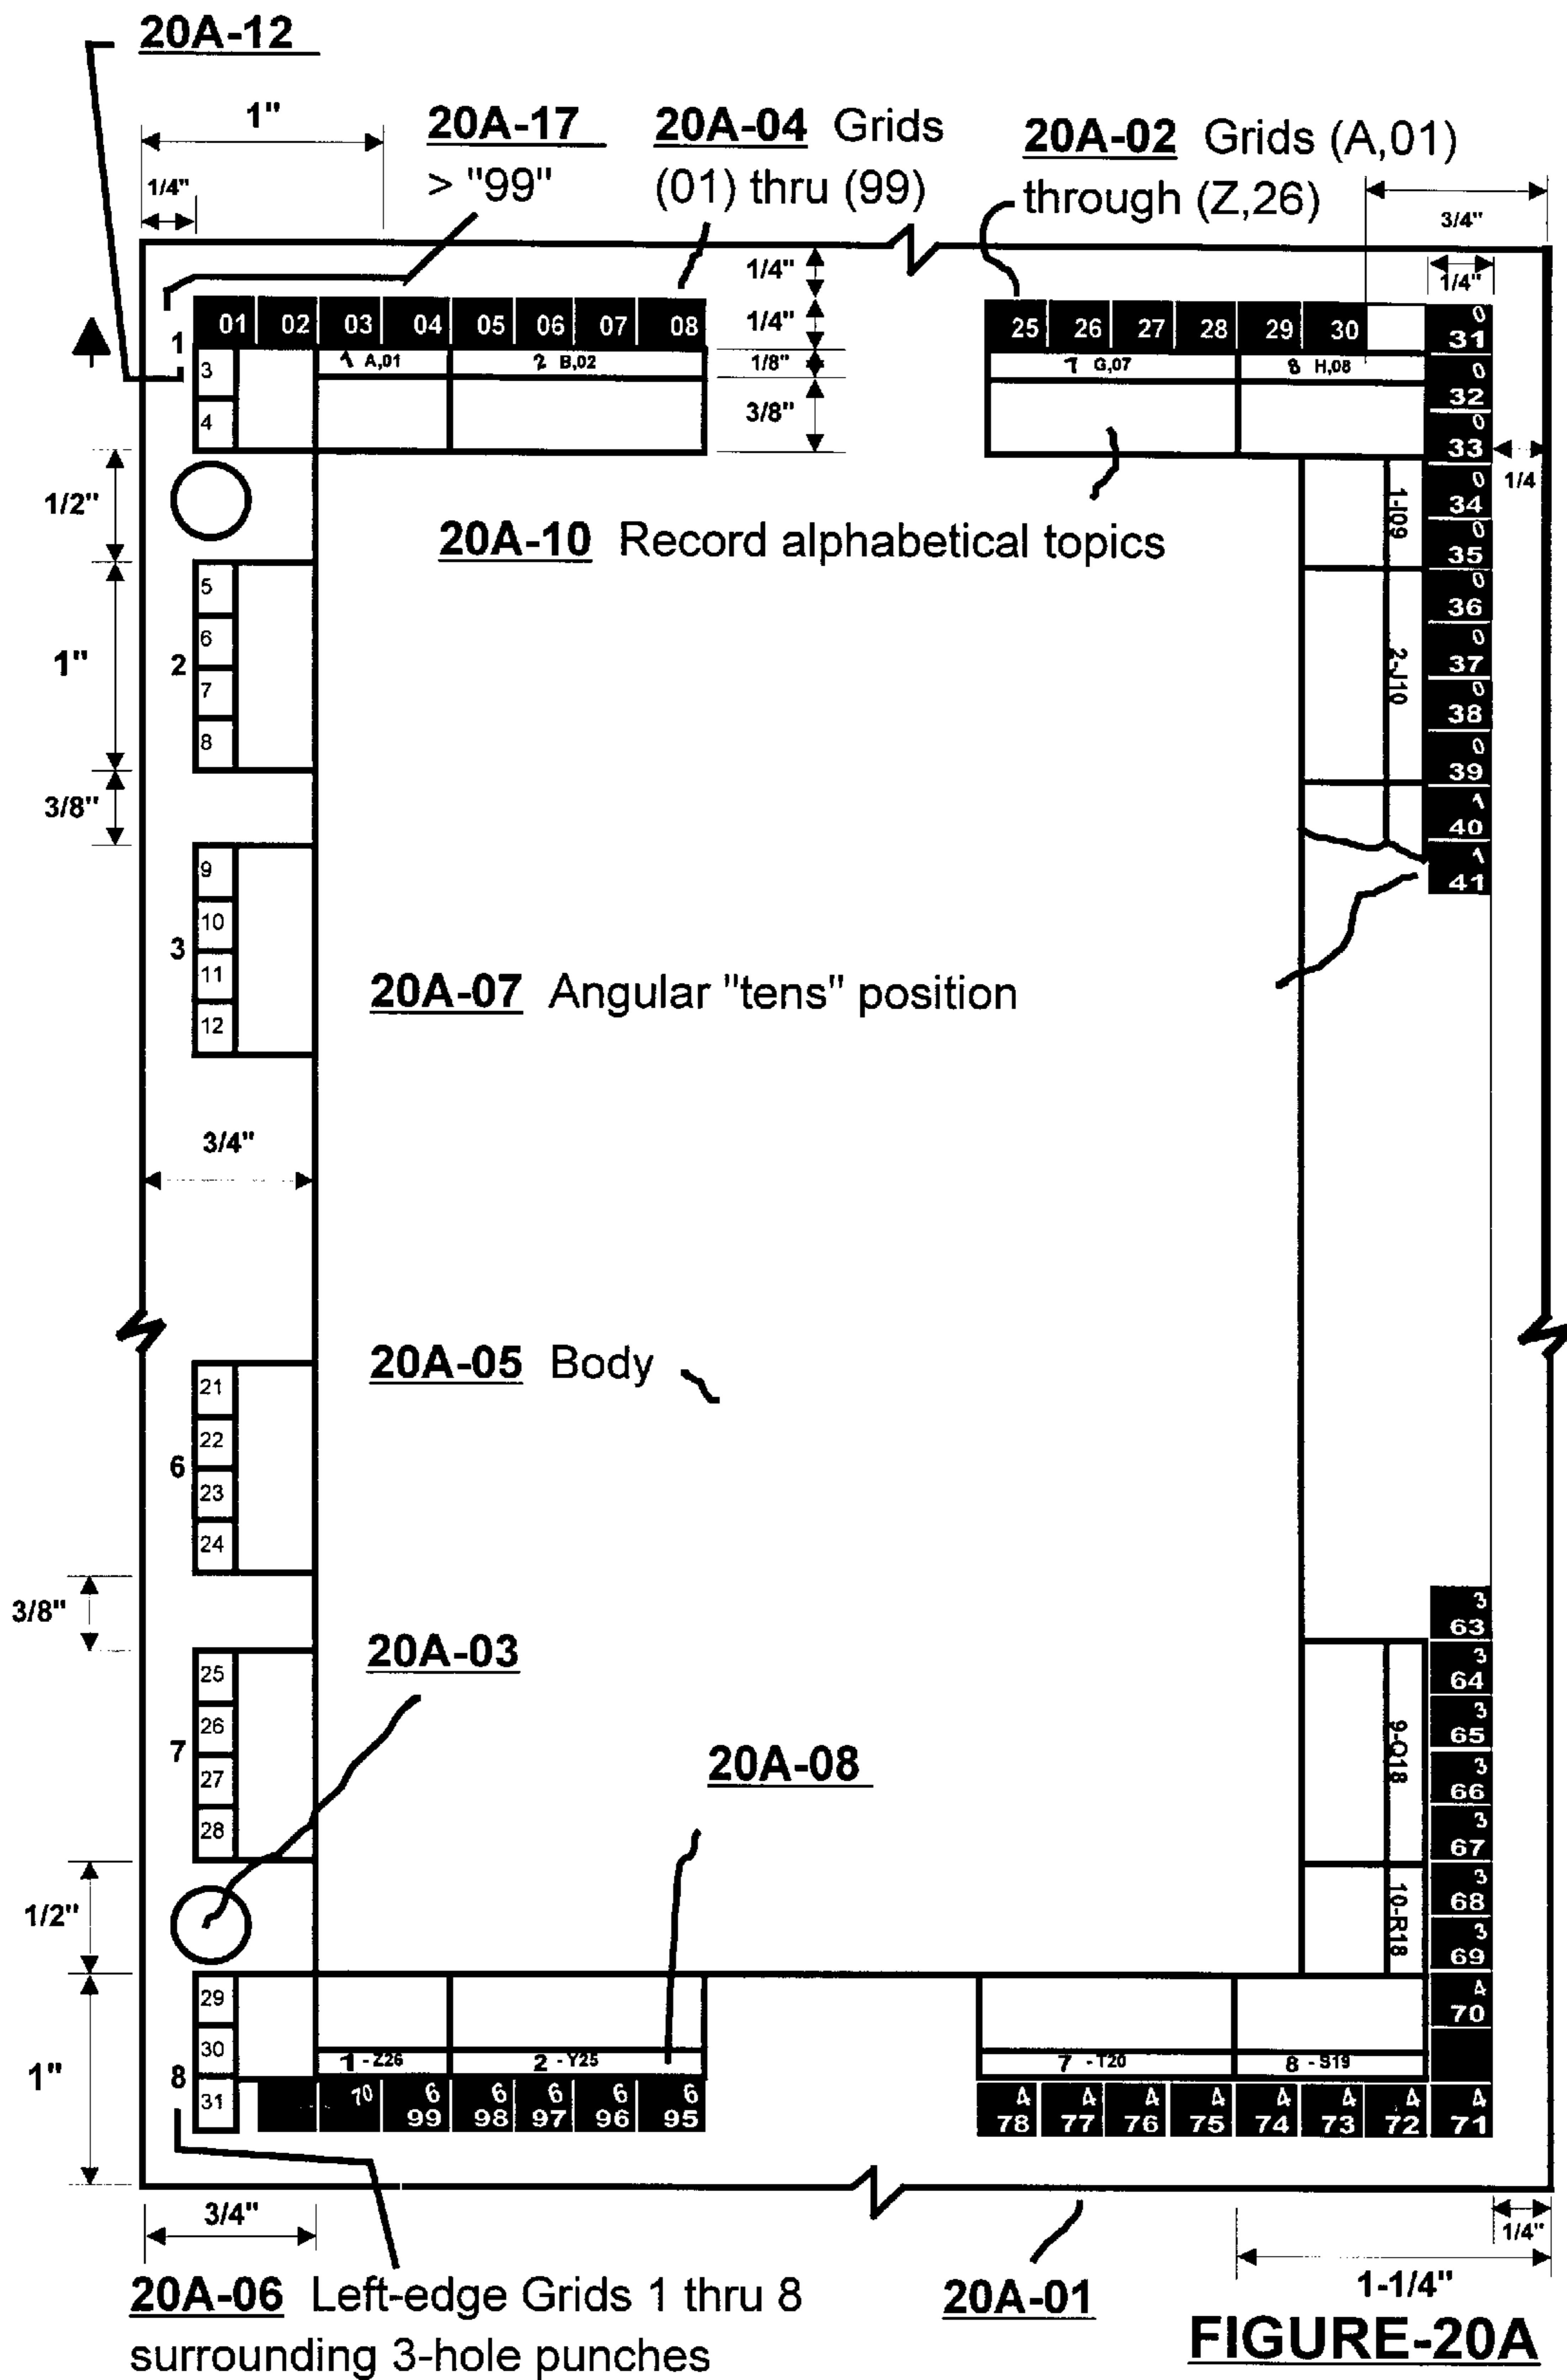 20A-12
1"
20A-17
> "99"
20A-04 Grids
(01) thru (99)
20A-02 Grids (A,01)
through (Z,26)
1/4"
3/4"
1/4"
1/4"
1/4"
1/8"
3/8"
1
01 02 03 04 05 06 07 08
25 26 27 28 29 30
3
4
1 A,01
2 B,02
7 G,07
8 H,08
0
31
0
32
0
33
1/4
0
34
0
35
0
36
0
37
0
38
0
39
1
40
1
41
1-I09
2-J10
1/2"
20A-10 Record alphabetical topics
1"
2
5
6
7
8
3/8"
3
9
10
11
12
20A-07 Angular "tens" position
3/4"
20A-05 Body
6
21
22
23
24
3/8"
20A-03
7
25
26
27
28
20A-08
3
63
3
64
3
65
3
66
3
67
3
68
3
69
4
70
9-Q18
10-R18
1/2"
1"
8
29
30
31
1 - Z26
2 - Y25
7 - T20
8 - S19
70
6 6 6 6 6
99 98 97 96 95
4 4 4 4 4 4 4 4
78 77 76 75 74 73 72 71
3/4"
1/4"
1-1/4"
20A-06 Left-edge Grids 1 thru 8
surrounding 3-hole punches
20A-01
FIGURE-20A